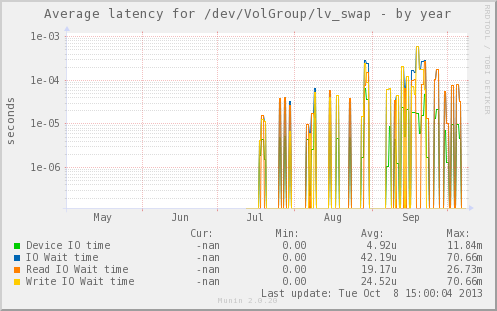 Average latency for /dev/VolGroup/lv_swap - by year
RRDTOOL / TOBI OETIKER
seconds
1e-03
1e-04
1e-05
1e-06
May Jun Jul Aug Sep
Cur: Min: Avg: Max:
Device IO time -nan 0.00 4.92u 11.84m
IO Wait time -nan 0.00 42.19u 70.66m
Read IO Wait time -nan 0.00 19.17u 26.73m
Write IO Wait time -nan 0.00 24.52u 70.66m
Last update: Tue Oct 8 15:00:04 2013
Munin 2.0.20